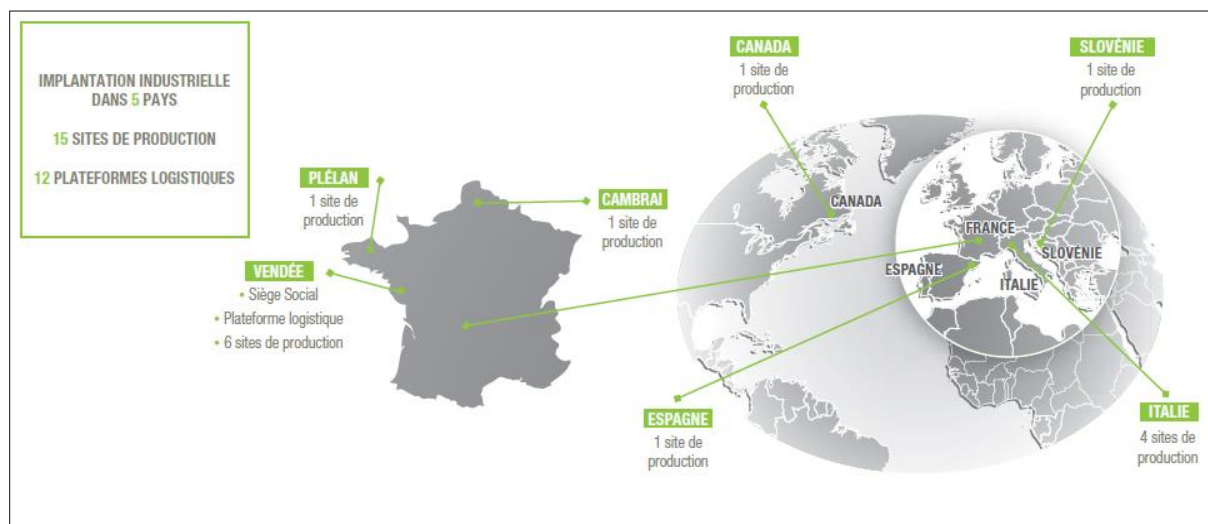 IMPLANTATION INDUSTRIELLE
DANS 5 PAYS
15 SITES DE PRODUCTION
12 PLATEFORMES LOGISTIQUES
PLÉLAN
1 site de
production
CAMBRAI
1 site de
production
VENDÉE
• Siège Social
• Plateforme logistique
• 6 sites de production
CANADA
1 site de
production
SLOVÉNIE
1 site de
production
CANADA
FRANCE
SLOVÉNIE
ESPAGNE
ITALIE
ESPAGNE
1 site de
production
ITALIE
4 sites de
production